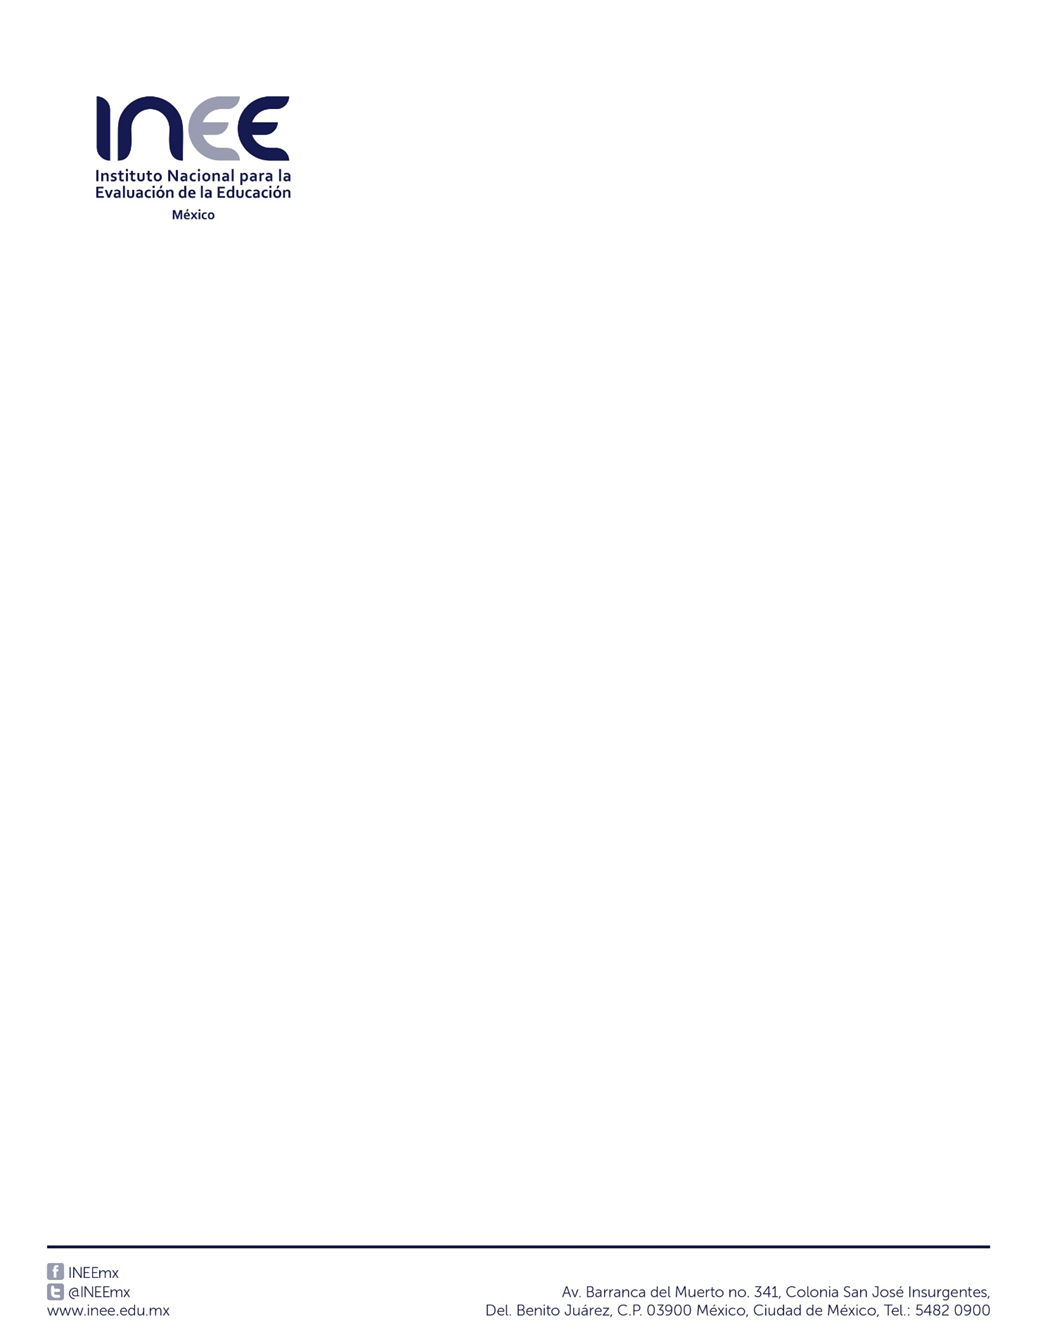 INEE
Instituto Nacional para la
Evaluación de la Educación
México
INEEmx
@INEEmx
www.inee.edu.mx
Av. Barranca del Muerto no. 341, Colonia San José Insurgentes,
Del. Benito Juárez, C.P. 03900 México, Ciudad de México, Tel.: 5482 0900